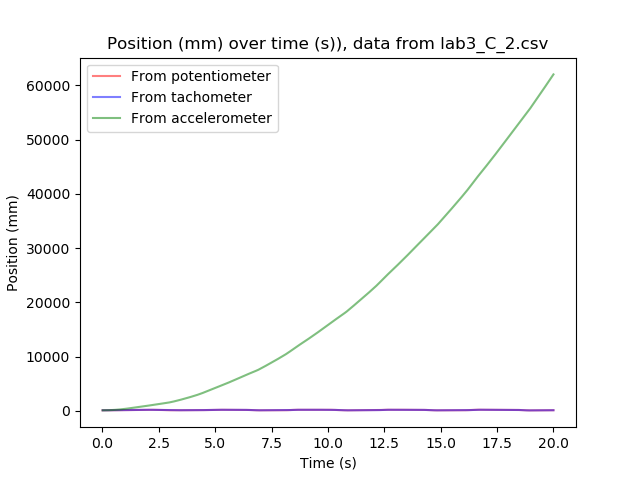 Position (mm) over time (s)), data from lab3_C_2.csv
From potentiometer
From tachometer
From accelerometer
60000
50000
40000
30000
20000
10000
0
Position (mm)
0.0 2.5 5.0 7.5 10.0 12.5 15.0 17.5 20.0
Time (s)